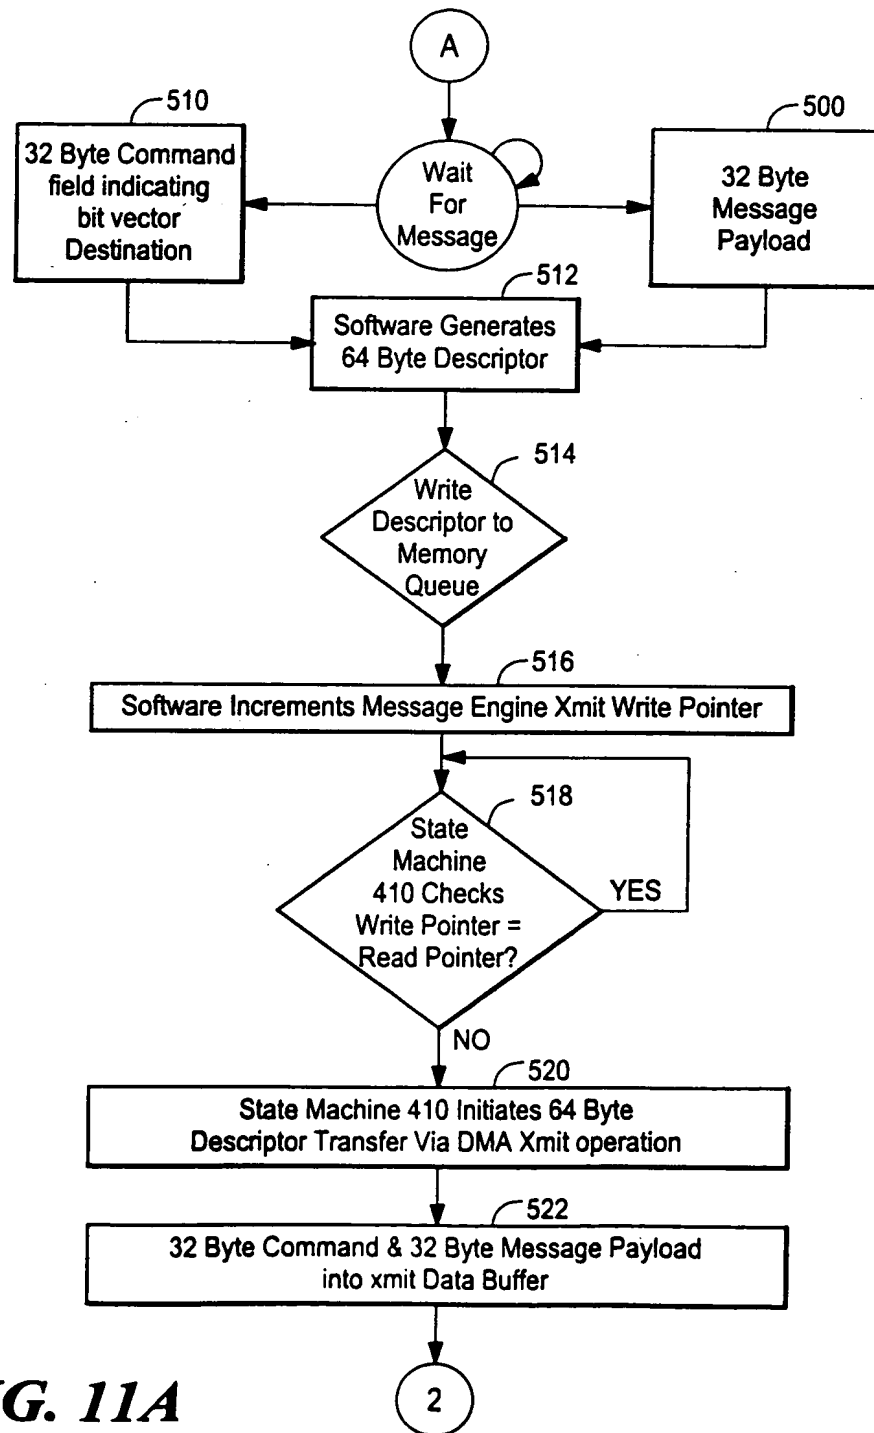 A
510
32 Byte Command
field indicating
bit vector
Destination
Wait
For
Message
500
32 Byte
Message
Payload
512
Software Generates
64 Byte Descriptor
514
Write
Descriptor to
Memory
Queue
516
Software Increments Message Engine Xmit Write Pointer
518
State
Machine
410 Checks
Write Pointer =
Read Pointer?
YES
NO
520
State Machine 410 Initiates 64 Byte
Descriptor Transfer Via DMA Xmit operation
522
32 Byte Command & 32 Byte Message Payload
into xmit Data Buffer
2
G. 11A